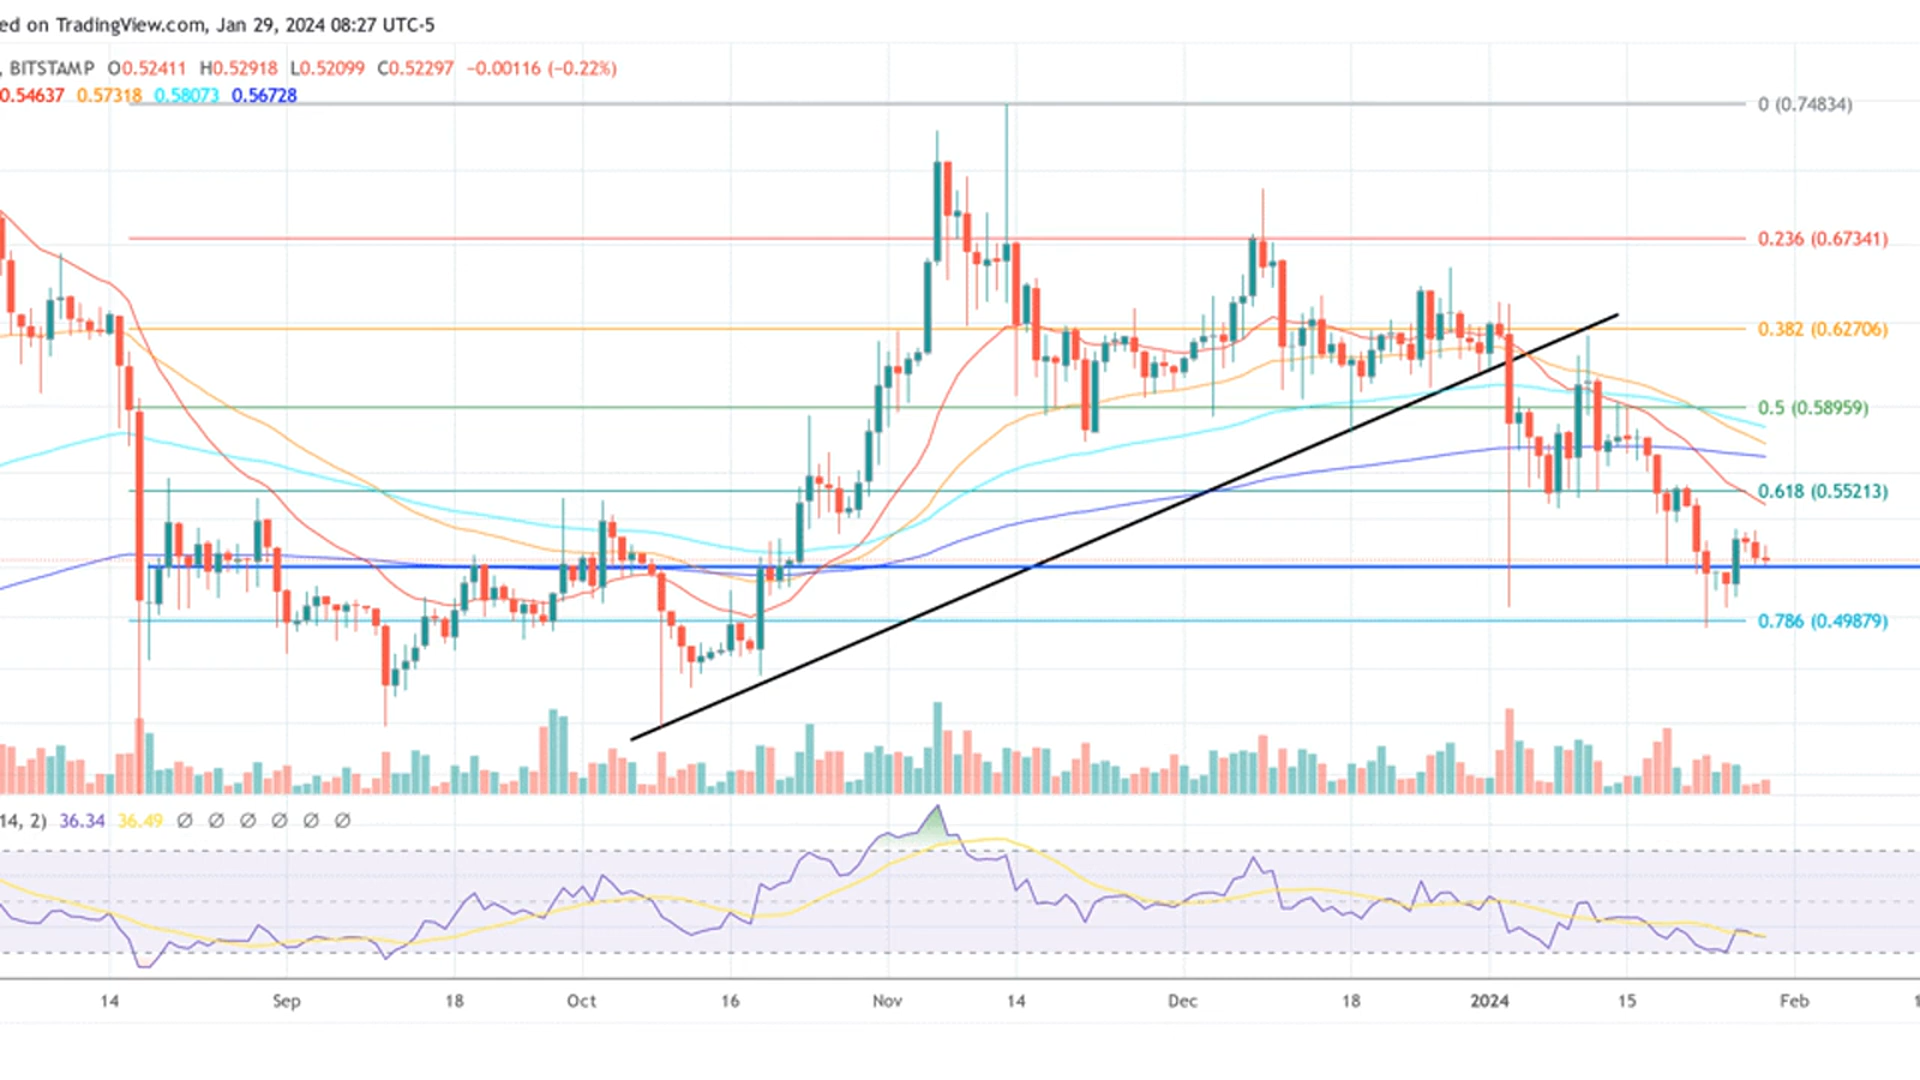 ed on TradingView.com, Jan 29, 2024 08:27 UTC-5
, BITSTAMP O0.52411 H0.52918 L0.52099 C0.52297 −0.00116 (−0.22%)
0.54637 0.57318 0.58073 0.56728
0 (0.74834)
0.236 (0.67341)
0.382 (0.62706)
0.5 (0.58959)
0.618 (0.55213)
0.786 (0.49879)
14, 2) 36.34 36.49 ∅ ∅ ∅ ∅ ∅ ∅
14 Sep 18 Oct 16 Nov 14 Dec 18 2024 15 Feb 1